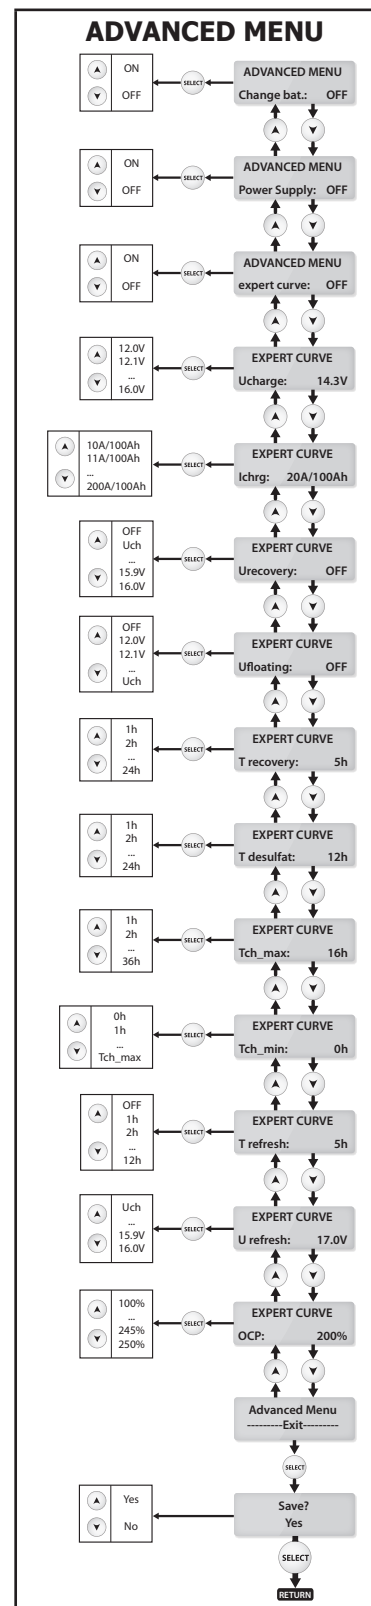 ADVANCED MENU
ON
OFF
SELECT
ADVANCED MENU
Change bat.: OFF
ON
OFF
SELECT
ADVANCED MENU
Power Supply: OFF
ON
OFF
SELECT
ADVANCED MENU
expert curve: OFF
12.0V
12.1V
...
16.0V
SELECT
EXPERT CURVE
Ucharge: 14.3V
10A/100Ah
11A/100Ah
...
200A/100Ah
SELECT
EXPERT CURVE
Ichrg: 20A/100Ah
OFF
Uch
...
15.9V
16.0V
SELECT
EXPERT CURVE
Urecovery: OFF
OFF
12.0V
12.1V
...
Uch
SELECT
EXPERT CURVE
Ufloating: OFF
1h
2h
...
24h
SELECT
EXPERT CURVE
T recovery: 5h
1h
2h
...
24h
SELECT
EXPERT CURVE
T desulfat: 12h
1h
2h
...
36h
SELECT
EXPERT CURVE
Tch_max: 16h
0h
1h
...
Tch_max
SELECT
EXPERT CURVE
Tch_min: 0h
OFF
1h
2h
...
12h
SELECT
EXPERT CURVE
T refresh: 5h
Uch
...
15.9V
16.0V
SELECT
EXPERT CURVE
U refresh: 17.0V
100%
...
245%
250%
SELECT
EXPERT CURVE
OCP: 200%
Advanced Menu
---------Exit---------
SELECT
Yes
No
Save?
Yes
SELECT
RETURN